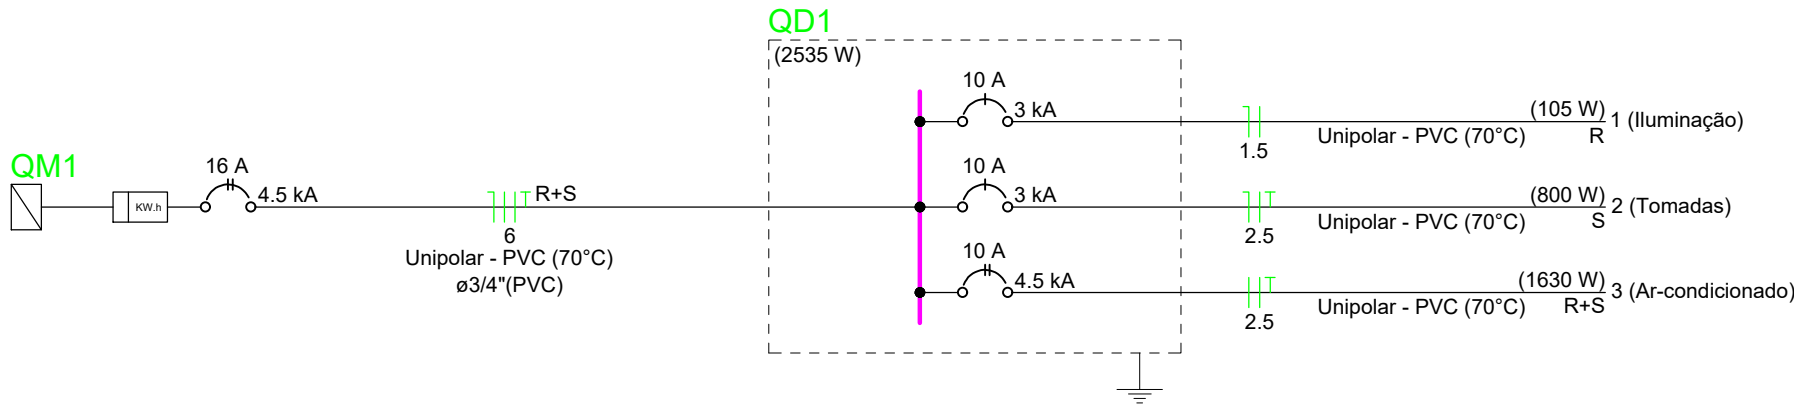 QD1
(2535 W)
10 A
3 kA
(105 W)
1 (Iluminação)
1.5
Unipolar - PVC (70°C)
R
QM1
KW.h
16 A
4.5 kA
R+S
6
Unipolar - PVC (70°C)
ø3/4"(PVC)
10 A
3 kA
(800 W)
2 (Tomadas)
2.5
Unipolar - PVC (70°C)
S
10 A
4.5 kA
(1630 W)
3 (Ar-condicionado)
2.5
Unipolar - PVC (70°C)
R+S